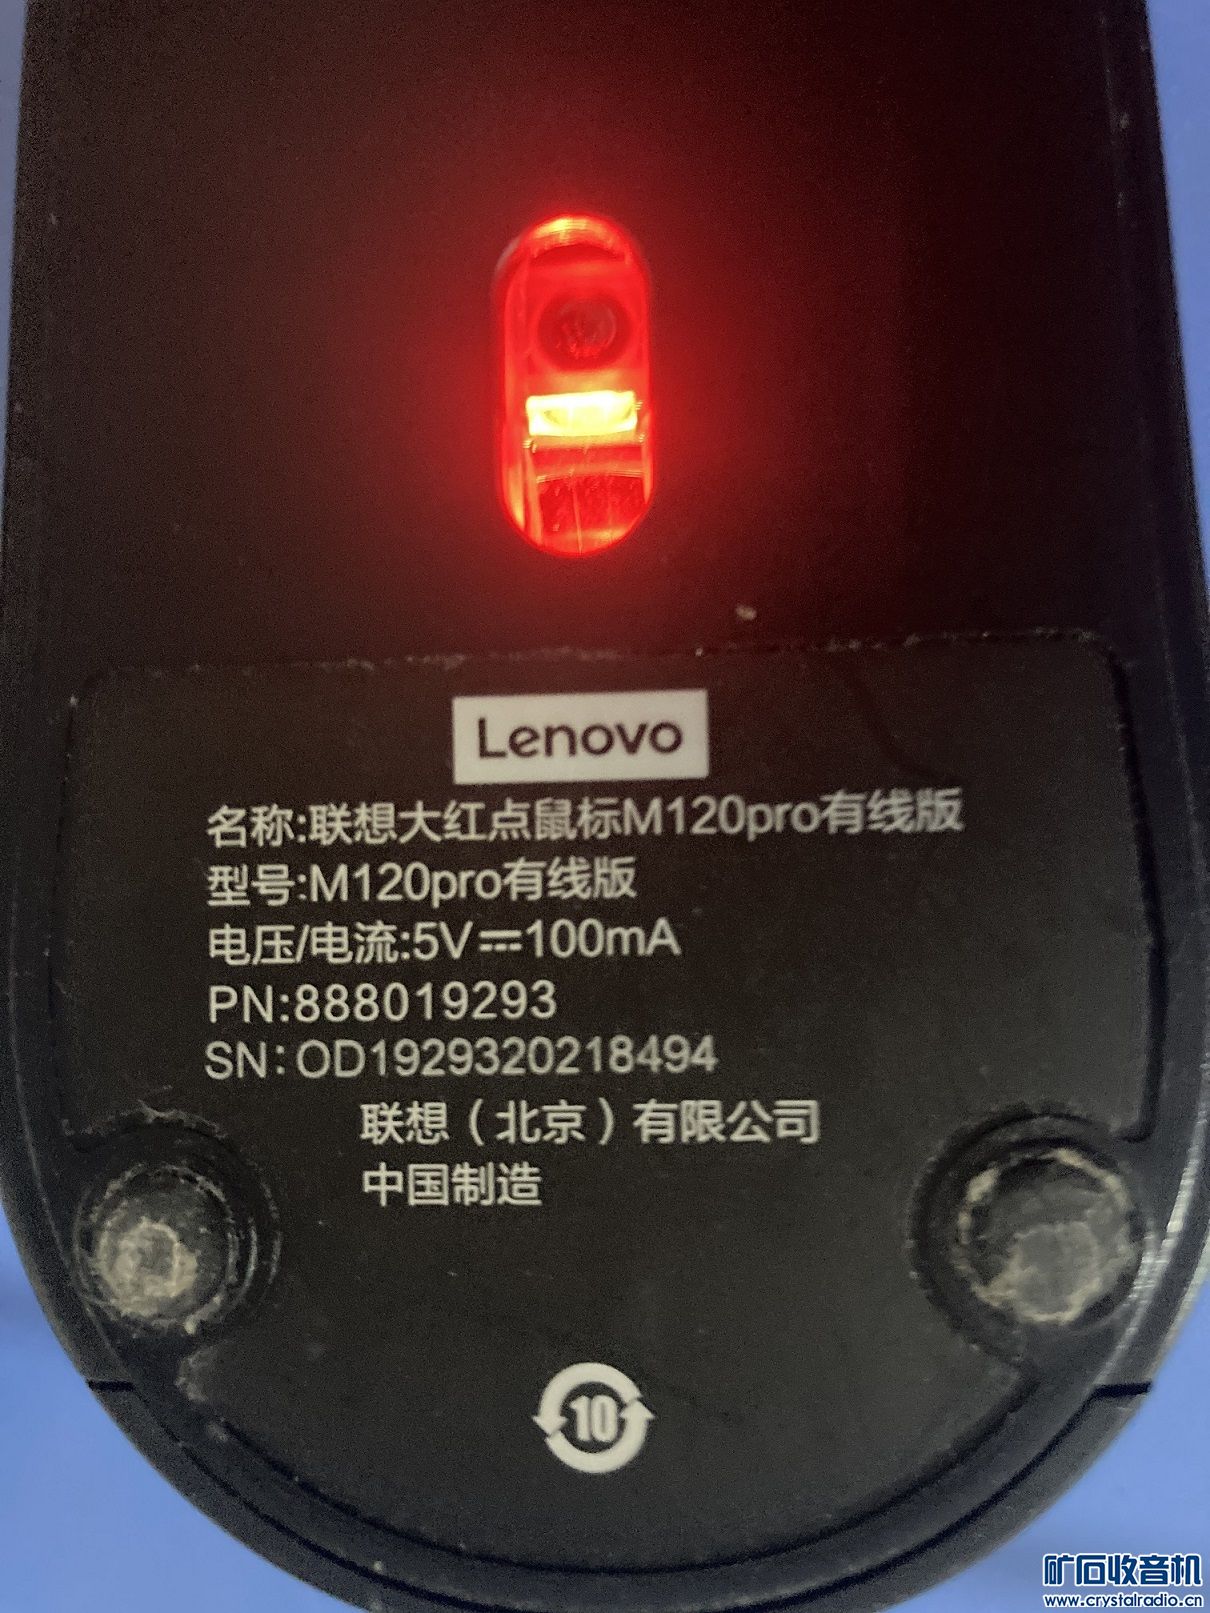 Lenovo
名称:联想大红点鼠标M120pro有线版
型号:M120pro有线版
电压/电流:5V⎓100mA
PN:888019293
SN:OD1929320218494
联想（北京）有限公司
中国制造
10
矿石收音机
www.crystalradio.cn